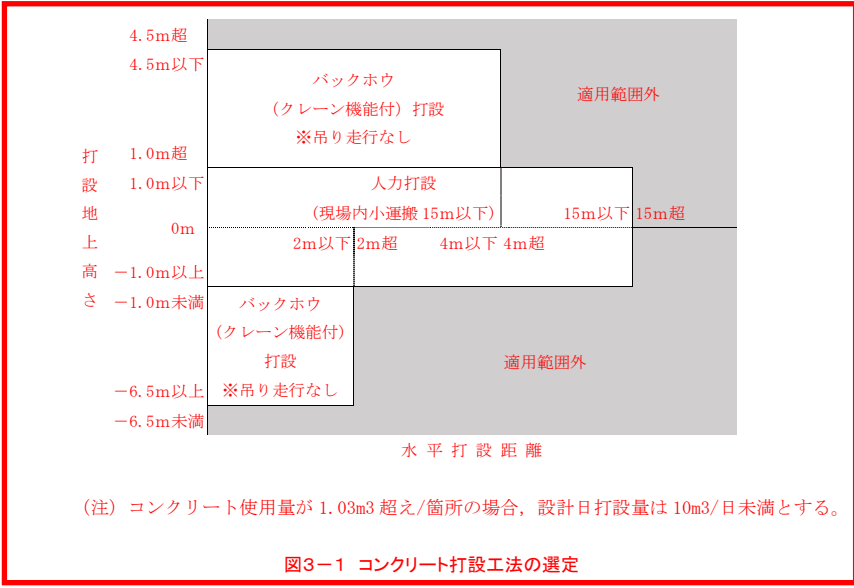 4.5m超
4.5m以下
バックホウ
(クレーン機能付) 打設
※吊り走行なし
適用範囲外
打設地上高さ
1.0m超
1.0m以下
人力打設
(現場内小運搬 15m以下)
15m以下
15m超
0m
2m以下
2m超
4m以下
4m超
－1.0m以上
－1.0m未満
バックホウ
(クレーン機能付)
打設
※吊り走行なし
適用範囲外
－6.5m以上
－6.5m未満
水平打設距離
(注) コンクリート使用量が 1.03m3 超え/箇所の場合，設計日打設量は 10m3/日未満とする。
図3－1 コンクリート打設工法の選定